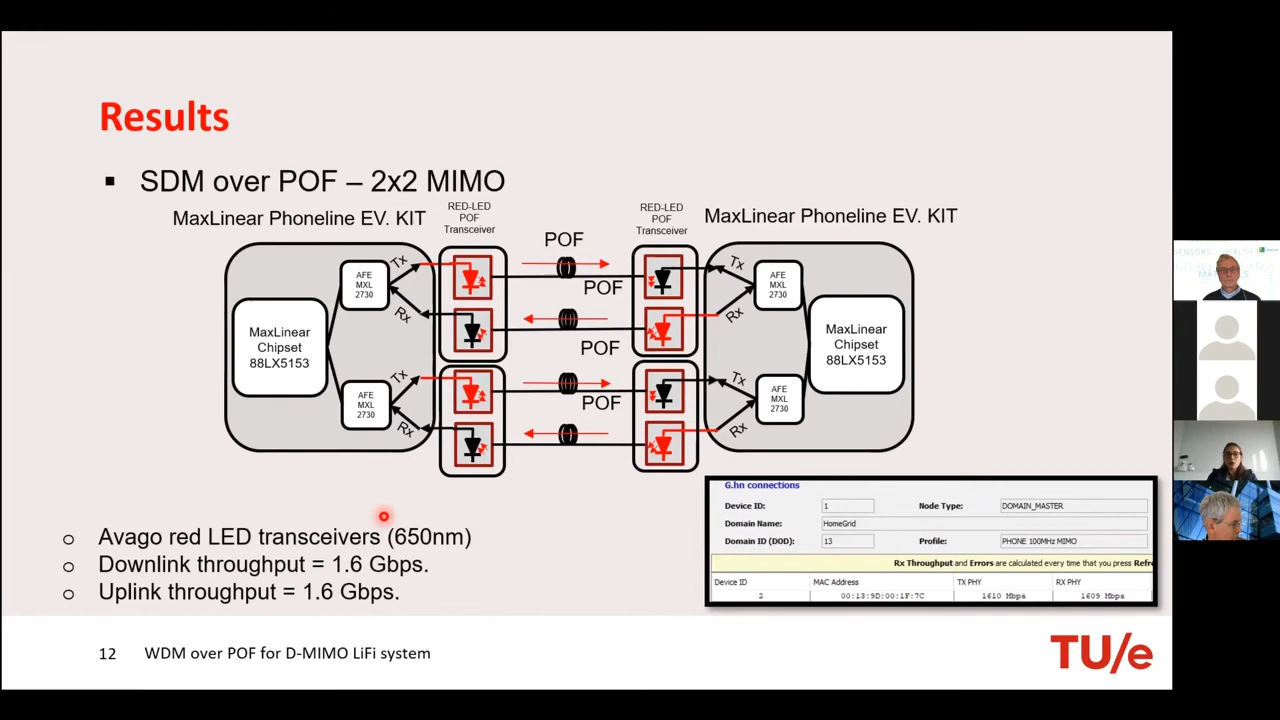 Results
▪ SDM over POF – 2x2 MIMO
MaxLinear Phoneline EV. KIT
RED-LED
POF
Transceiver
RED-LED
POF
Transceiver
MaxLinear Phoneline EV. KIT
POF
POF
POF
POF
Tx
Rx
Tx
Rx
AFE
MXL
2730
AFE
MXL
2730
MaxLinear
Chipset
88LX5153
Tx
Rx
Tx
Rx
AFE
MXL
2730
AFE
MXL
2730
MaxLinear
Chipset
88LX5153
o Avago red LED transceivers (650nm)
o Downlink throughput = 1.6 Gbps.
o Uplink throughput = 1.6 Gbps.
G.hn connections
Device ID: 1 Node Type: DOMAIN_MASTER
Domain Name: HomeGrid
Domain ID (DOD): 13 Profile: PHONE 100MHz MIMO
Rx Throughput and Errors are calculated every time that you press Refre
Device ID MAC Address TX PHY RX PHY
2 00:13:9D:00:1F:7C 1610 Mbps 1609 Mbps
12 WDM over POF for D-MIMO LiFi system
TU/e